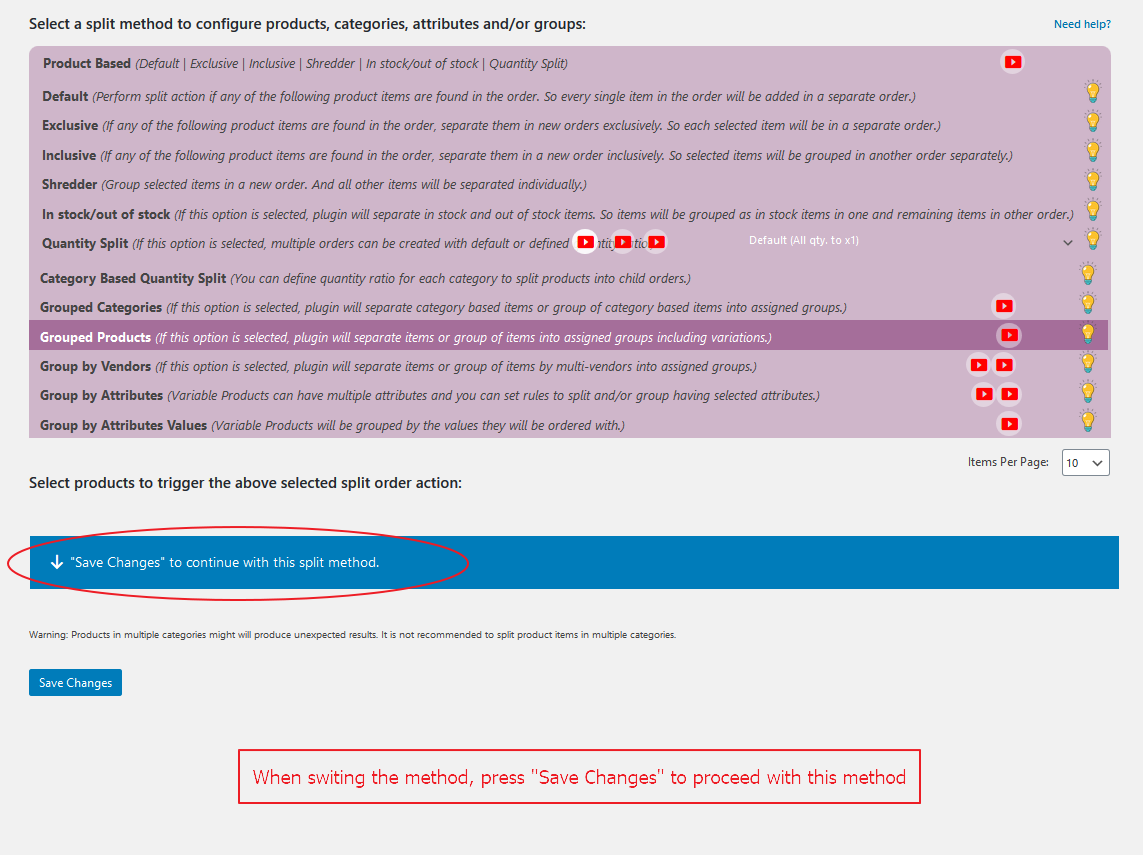 Select a split method to configure products, categories, attributes and/or groups:
Need help?
Product Based (Default | Exclusive | Inclusive | Shredder | In stock/out of stock | Quantity Split)
Default (Perform split action if any of the following product items are found in the order. So every single item in the order will be added in a separate order.)
Exclusive (If any of the following product items are found in the order, separate them in new orders exclusively. So each selected item will be in a separate order.)
Inclusive (If any of the following product items are found in the order, separate them in a new order inclusively. So selected items will be grouped in another order separately.)
Shredder (Group selected items in a new order. And all other items will be separated individually.)
In stock/out of stock (If this option is selected, plugin will separate in stock and out of stock items. So items will be grouped as in stock items in one and remaining items in other order.)
Quantity Split (If this option is selected, multiple orders can be created with default or defined
Default (All qty. to x1)
Category Based Quantity Split (You can define quantity ratio for each category to split products into child orders.)
Grouped Categories (If this option is selected, plugin will separate category based items or group of category based items into assigned groups.)
Grouped Products (If this option is selected, plugin will separate items or group of items into assigned groups including variations.)
Group by Vendors (If this option is selected, plugin will separate items or group of items by multi-vendors into assigned groups.)
Group by Attributes (Variable Products can have multiple attributes and you can set rules to split and/or group having selected attributes.)
Group by Attributes Values (Variable Products will be grouped by the values they will be ordered with.)
Items Per Page: 10
Select products to trigger the above selected split order action:
"Save Changes" to continue with this split method.
Warning: Products in multiple categories might will produce unexpected results. It is not recommended to split product items in multiple categories.
Save Changes
When switing the method, press "Save Changes" to proceed with this method